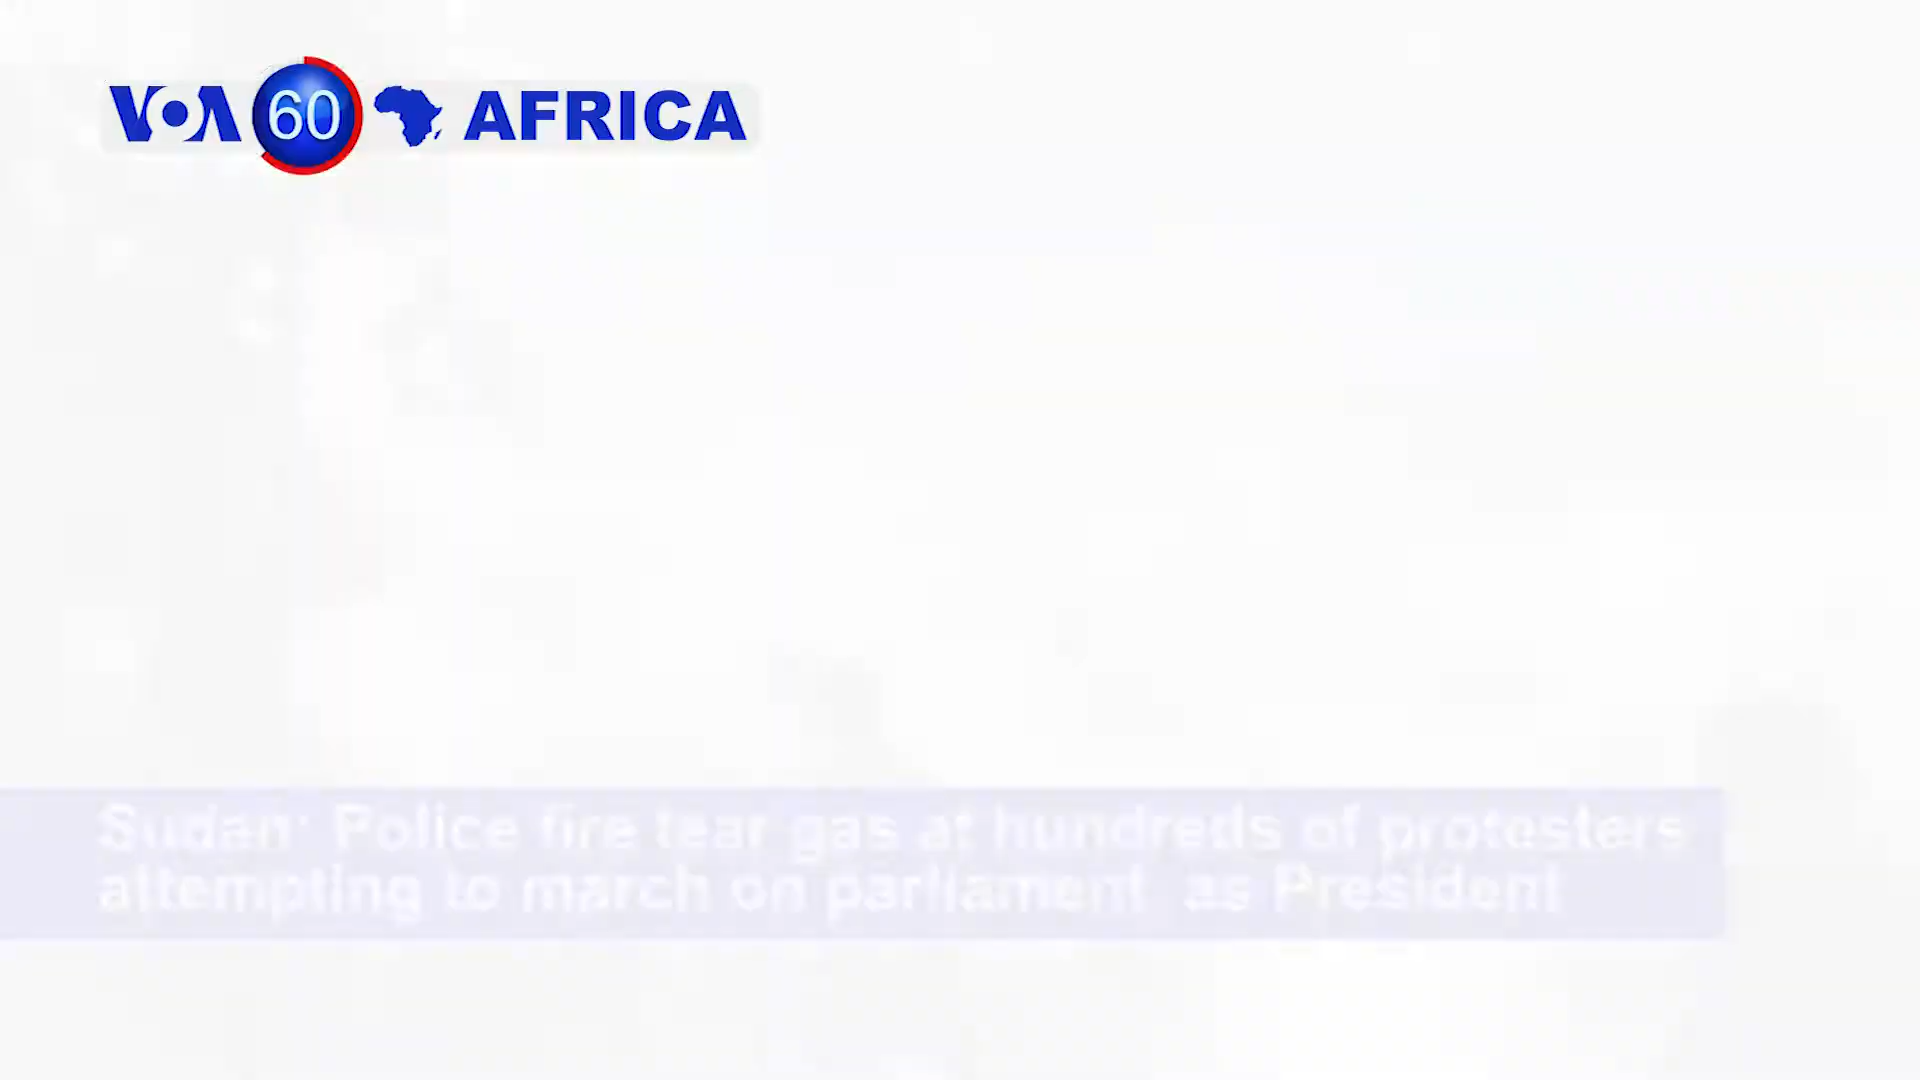 VOA 60 AFRICA
Sudan: Police fire tear gas at hundreds of protesters
attempting to march on parliament as President